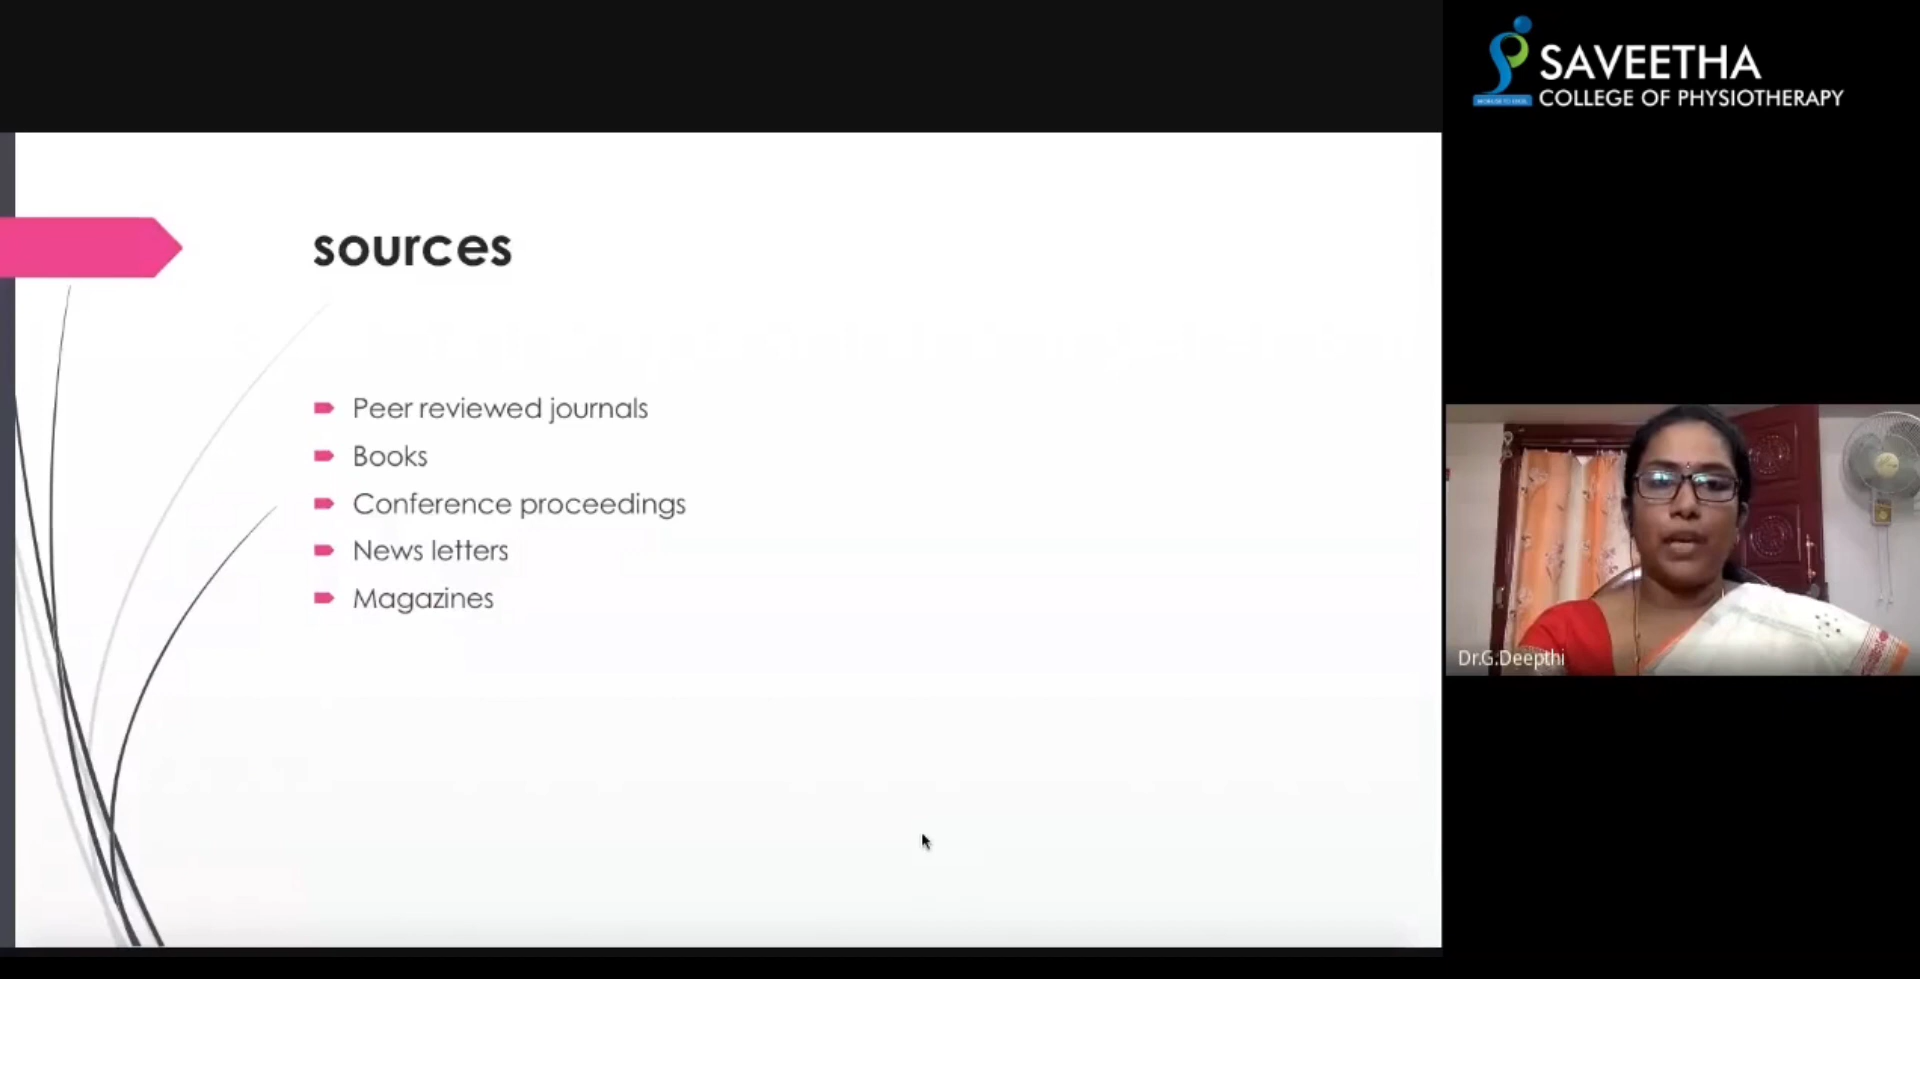 SAVEETHA
COLLEGE OF PHYSIOTHERAPY
sources
Peer reviewed journals
Books
Conference proceedings
News letters
Magazines
Dr.G.Deepthi